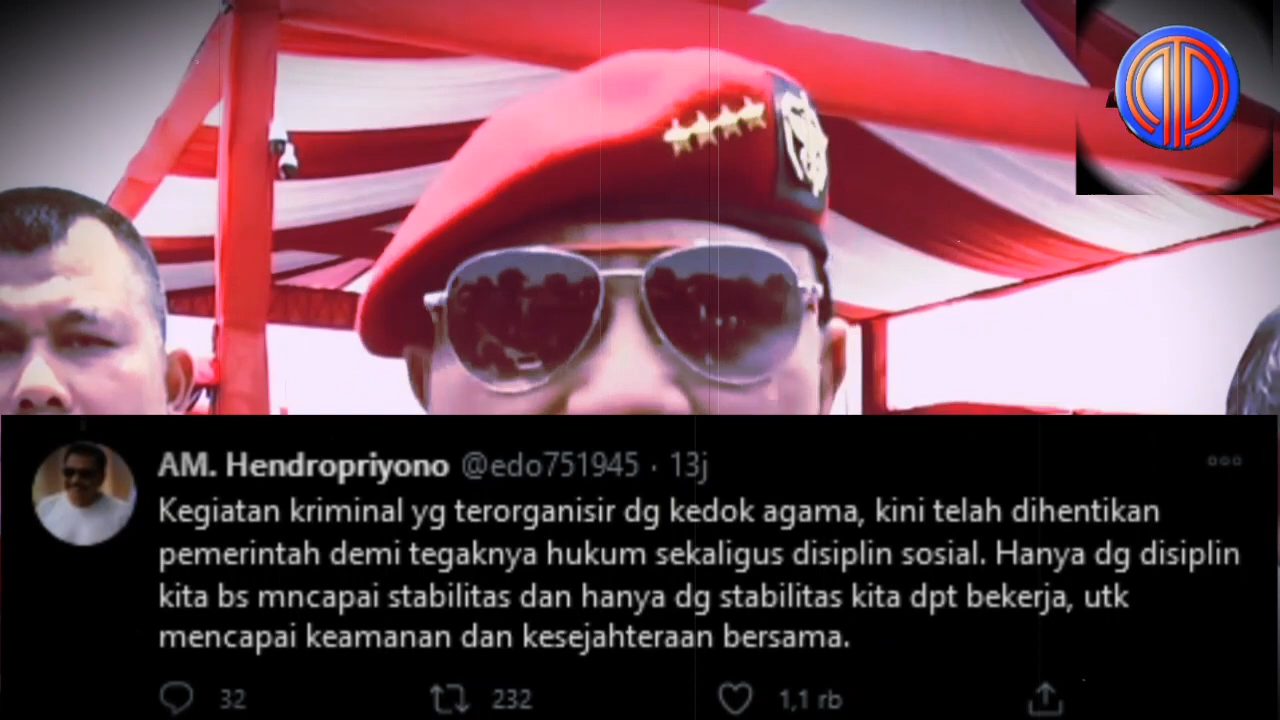 AM. Hendropriyono @edo751945 · 13j
Kegiatan kriminal yg terorganisir dg kedok agama, kini telah dihentikan
pemerintah demi tegaknya hukum sekaligus disiplin sosial. Hanya dg disiplin
kita bs mncapai stabilitas dan hanya dg stabilitas kita dpt bekerja, utk
mencapai keamanan dan kesejahteraan bersama.
32 232 1,1 rb